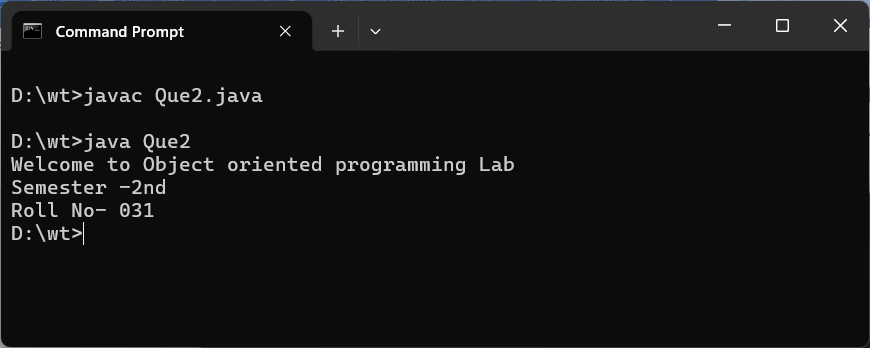 Command Prompt
D:\wt>javac Que2.java
D:\wt>java Que2
Welcome to Object oriented programming Lab
Semester -2nd
Roll No- 031
D:\wt>